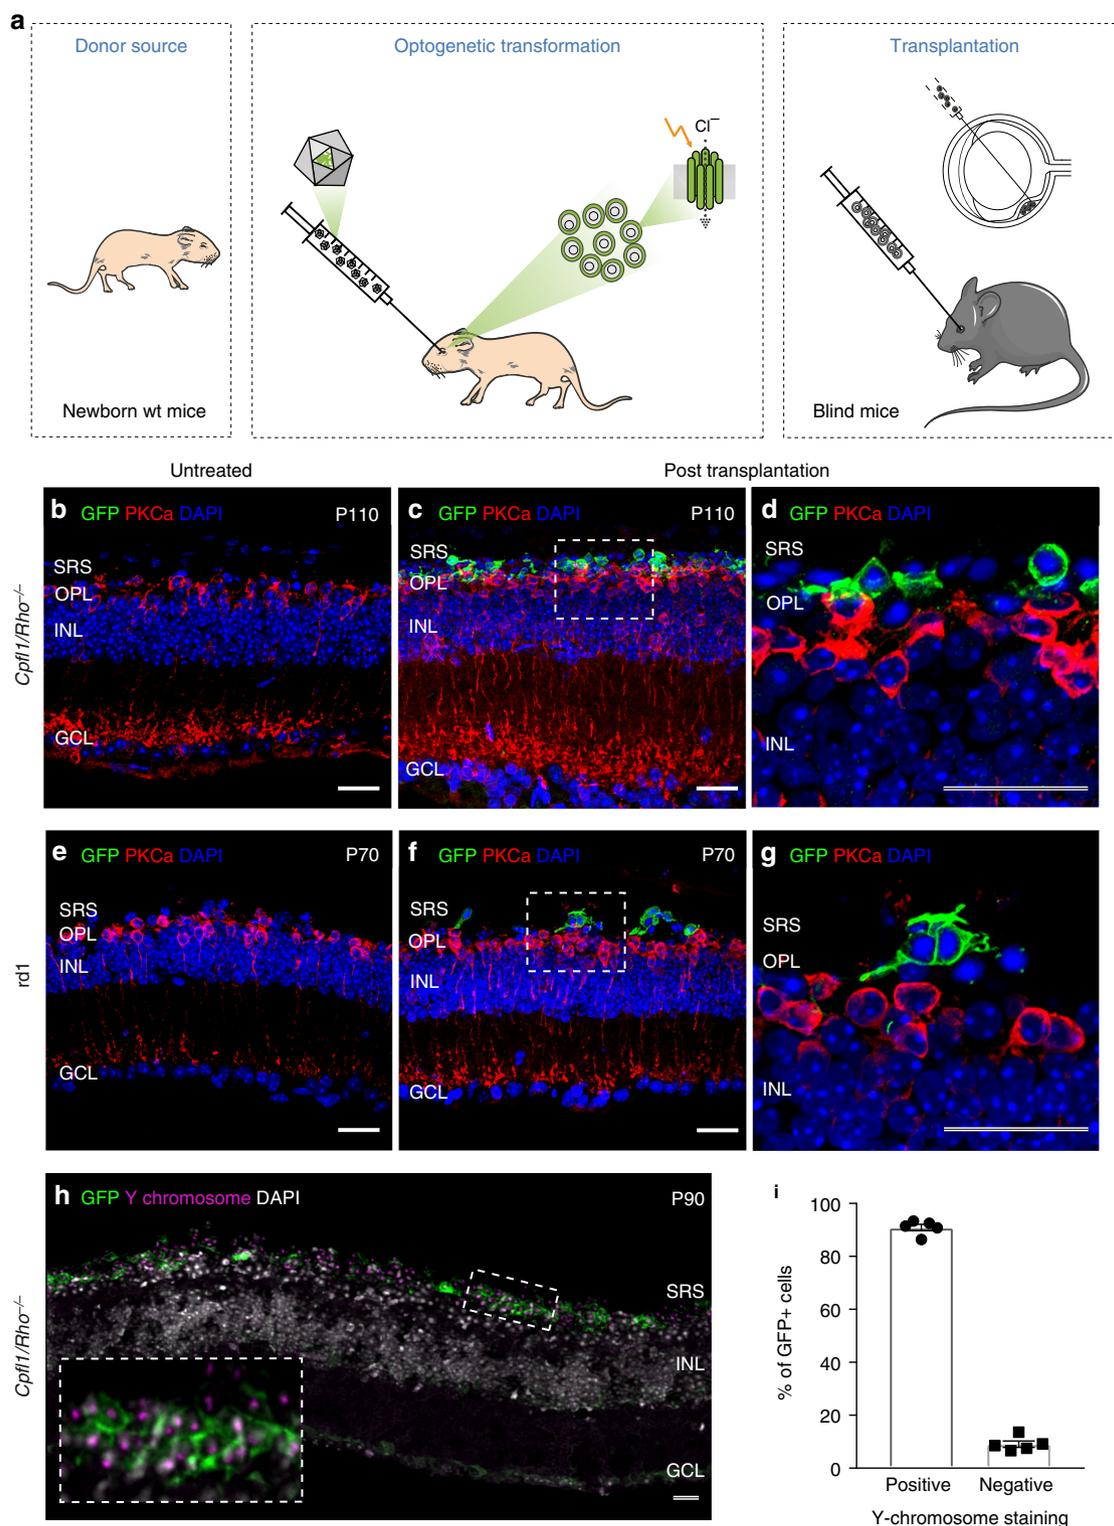 a
Donor source
Optogenetic transformation
Transplantation
Cl⁻
Newborn wt mice
Blind mice
Untreated
Post transplantation
Cpfl1/Rho⁻/⁻
b GFP PKCa DAPI P110
SRS
OPL
INL
GCL
c GFP PKCa DAPI P110
SRS
OPL
INL
GCL
d GFP PKCa DAPI
SRS
OPL
INL
rd1
e GFP PKCa DAPI P70
SRS
OPL
INL
GCL
f GFP PKCa DAPI P70
SRS
OPL
INL
GCL
g GFP PKCa DAPI
SRS
OPL
INL
Cpfl1/Rho⁻/⁻
h GFP Y chromosome DAPI P90
SRS
INL
GCL
i
% of GFP+ cells
100
80
60
40
20
0
Positive Negative
Y-chromosome staining